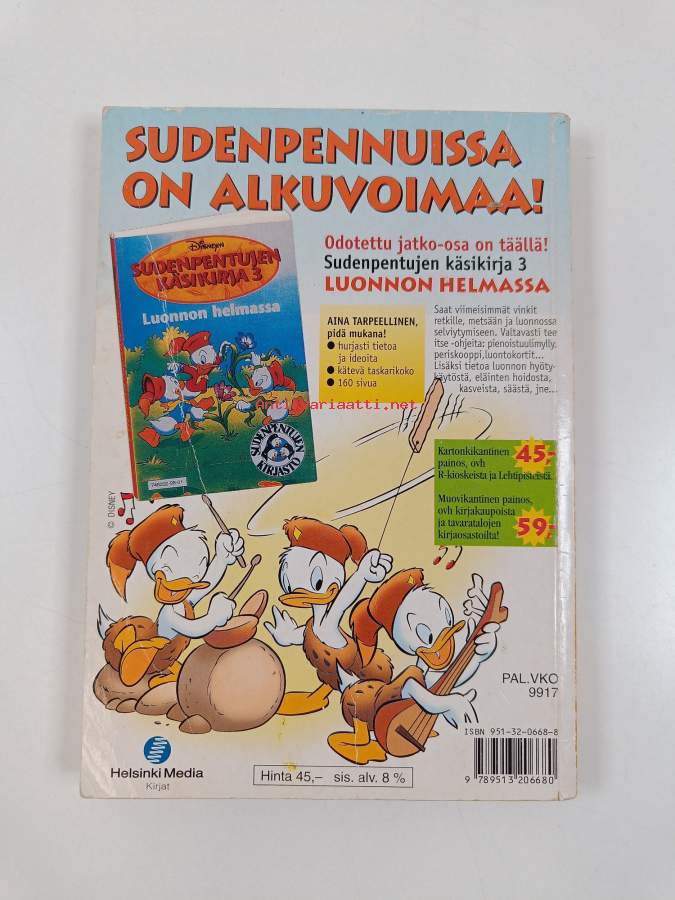 SUDENPENNUISSA
ON ALKUVOIMAA!
DISNEYN
SUDENPENTUJEN
KÄSIKIRJA 3
Luonnon helmassa
SUDENPENTUJEN
KIRJASTO
Odotettu jatko-osa on täällä!
Sudenpentujen käsikirja 3
LUONNON HELMASSA
AINA TARPEELLINEN,
pidä mukana!
● hurjasti tietoa
ja ideoita
● kätevä taskarikoko
● 160 sivua
Saat viimeisimmät vinkit
retkille, metsään ja luonnossa
selviytymiseen. Valtavasti tee
itse -ohjeita: pienoistuulimylly,
periskooppi,luontokortit...
Lisäksi tietoa luonnon hyöty-
käytöstä, eläinten hoidosta,
kasveista, säästä, jne...
Antikvariaatti.net
Kartonkikantinen
painos, ovh 45,-
R-kioskeista ja Lehtipisteistä.
Muovikantinen painos,
ovh kirjakaupoista
ja tavaratalojen 59,-
kirjaosastoilta!
© DISNEY
PAL.VKO
9917
ISBN 951-32-0668-8
9 789513 206680
Helsinki Media
Kirjat
Hinta 45,– sis. alv. 8 %